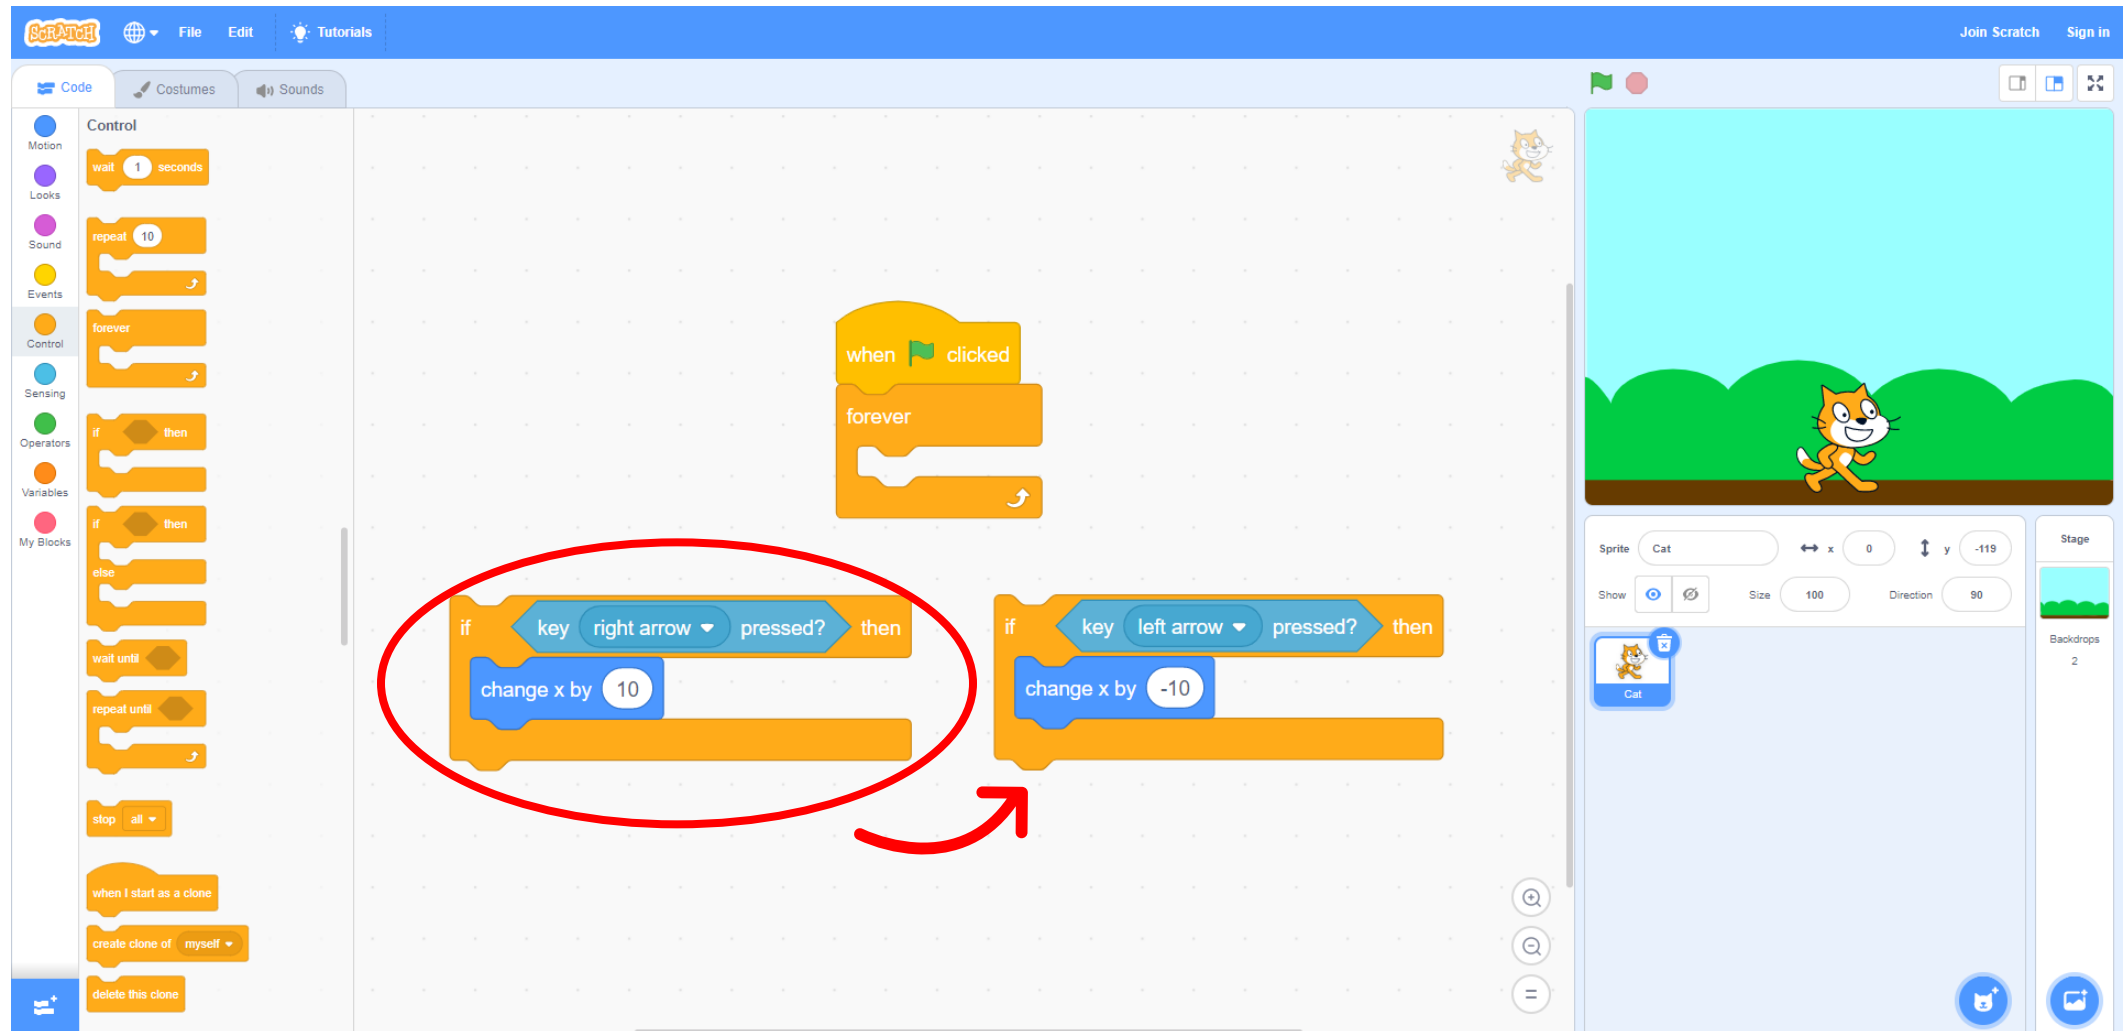 SCRATCH File Edit Tutorials Join Scratch Sign in
Code Costumes Sounds
Motion
Looks
Sound
Events
Control
Sensing
Operators
Variables
My Blocks
Control
wait 1 seconds
repeat 10
forever
if then
if then
else
wait until
repeat until
stop all
when I start as a clone
create clone of myself
delete this clone
when clicked
forever
if key right arrow pressed? then
change x by 10
if key left arrow pressed? then
change x by -10
Sprite Cat x 0 y -119
Show Size 100 Direction 90
Cat
Stage
Backdrops
2